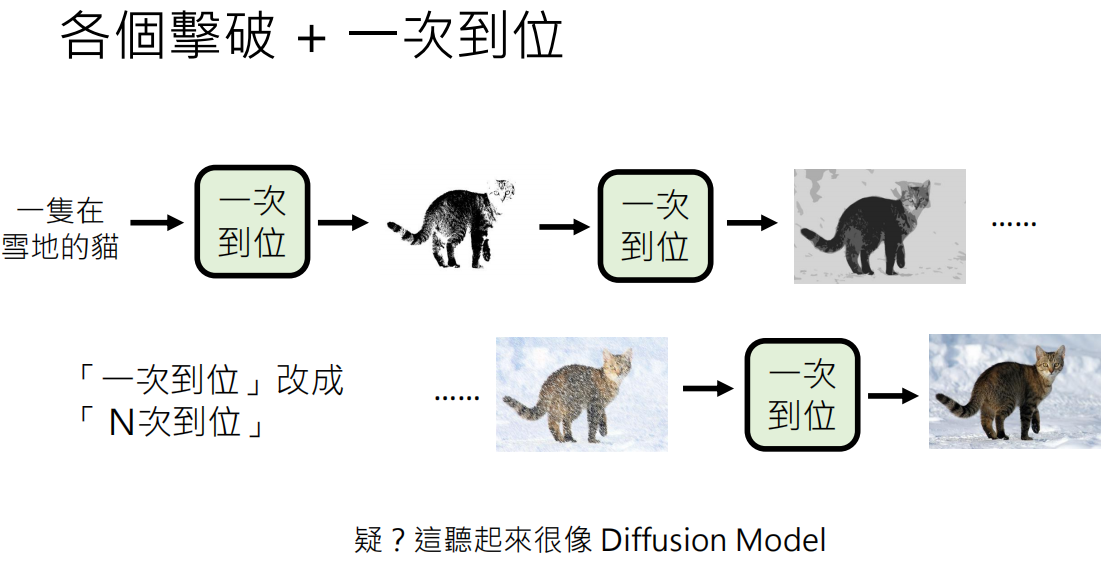 各個擊破 + 一次到位
一隻在
雪地的貓
一次
到位
一次
到位
……
「一次到位」改成
「 N次到位」
……
一次
到位
疑？這聽起來很像 Diffusion Model